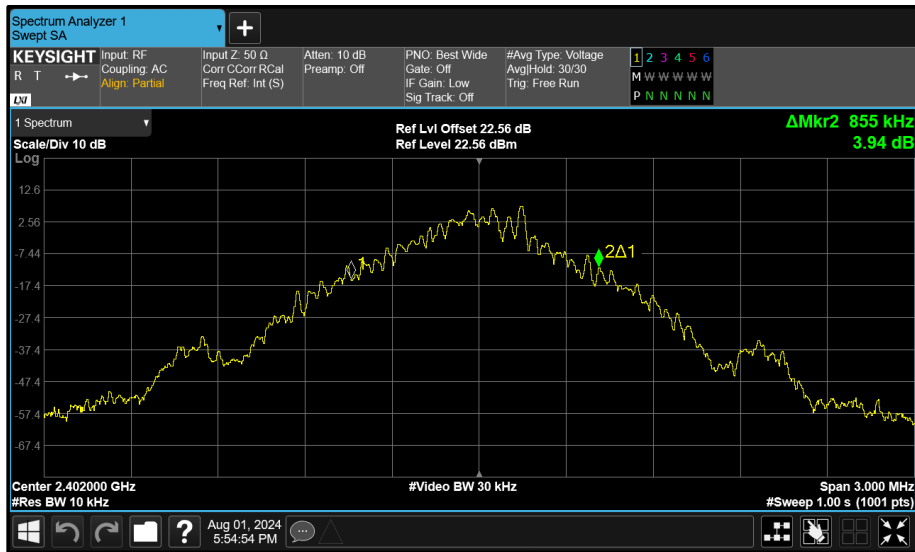 Spectrum Analyzer 1
Swept SA
+
KEYSIGHT
R T
LXI
Input: RF
Coupling: AC
Align: Partial
Input Z: 50 Ω
Corr CCorr RCal
Freq Ref: Int (S)
Atten: 10 dB
Preamp: Off
PNO: Best Wide
Gate: Off
IF Gain: Low
Sig Track: Off
#Avg Type: Voltage
Avg|Hold: 30/30
Trig: Free Run
1 2 3 4 5 6
M W W W W W
P N N N N N
1 Spectrum
Scale/Div 10 dB
Ref Lvl Offset 22.56 dB
Ref Level 22.56 dBm
ΔMkr2 855 kHz
3.94 dB
Log
12.6
2.56
-7.44
-17.4
-27.4
-37.4
-47.4
-57.4
-67.4
1
2Δ1
Center 2.402000 GHz
#Video BW 30 kHz
Span 3.000 MHz
#Res BW 10 kHz
#Sweep 1.00 s (1001 pts)
?
Aug 01, 2024
5:54:54 PM